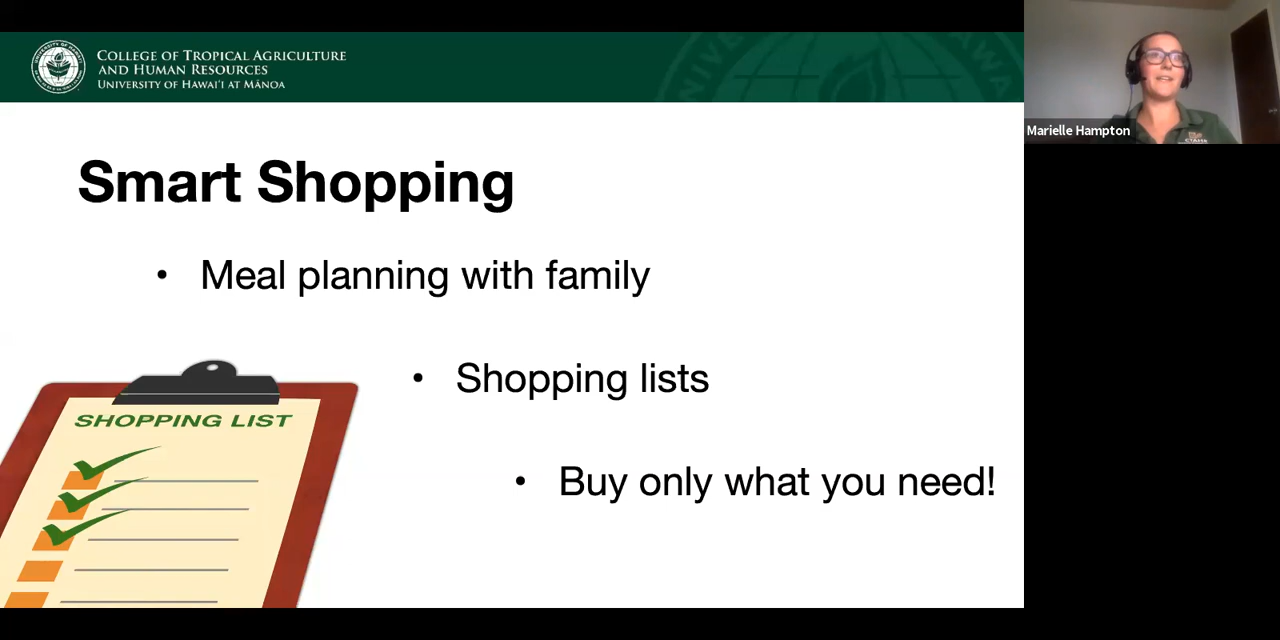 COLLEGE OF TROPICAL AGRICULTURE
AND HUMAN RESOURCES
UNIVERSITY OF HAWAI'I AT MĀNOA
Marielle Hampton
Smart Shopping
• Meal planning with family
• Shopping lists
• Buy only what you need!
SHOPPING LIST